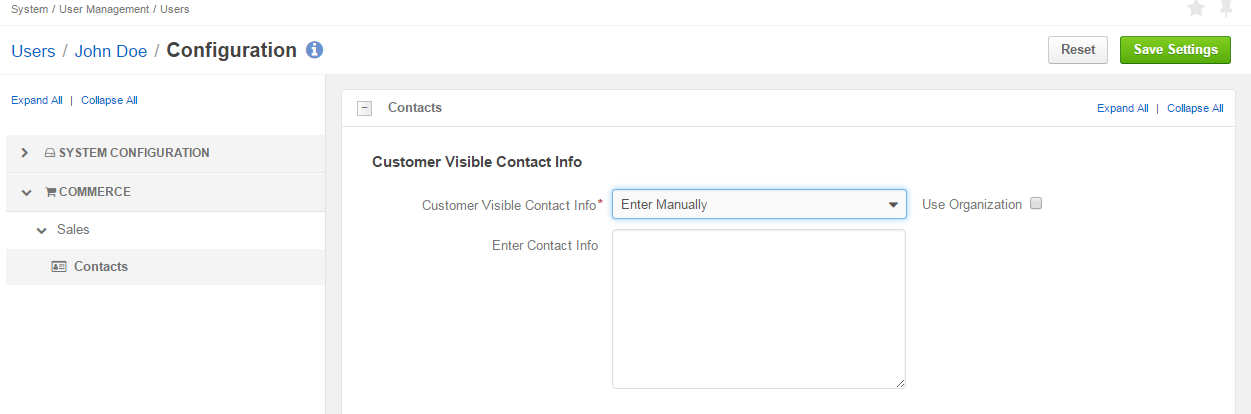 System / User Management / Users
Users / John Doe / Configuration
Reset
Save Settings
Expand All | Collapse All
SYSTEM CONFIGURATION
COMMERCE
Sales
Contacts
Contacts
Expand All | Collapse All
Customer Visible Contact Info
Customer Visible Contact Info* Enter Manually Use Organization
Enter Contact Info